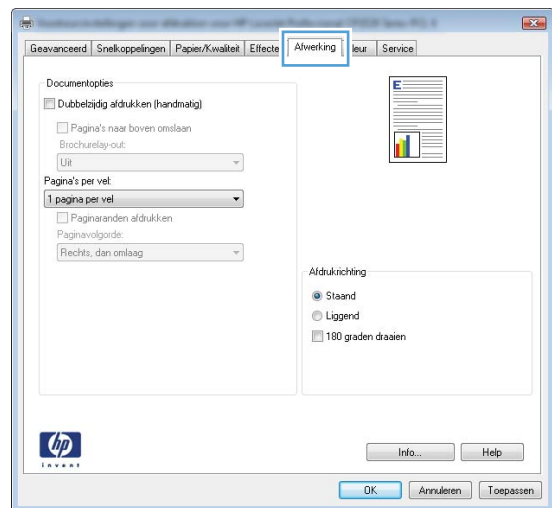 Geavanceerd Snelkoppelingen Papier/Kwaliteit Effecte Afwerking leur Service
Documentopties
Dubbelzijdig afdrukken (handmatig)
Pagina's naar boven omslaan
Brochurelay-out:
Uit
Pagina's per vel:
1 pagina per vel
Paginaranden afdrukken
Paginavolgorde:
Rechts, dan omlaag
E
Afdrukrichting
Staand
Liggend
180 graden draaien
hp
invent
Info... Help
OK Annuleren Toepassen